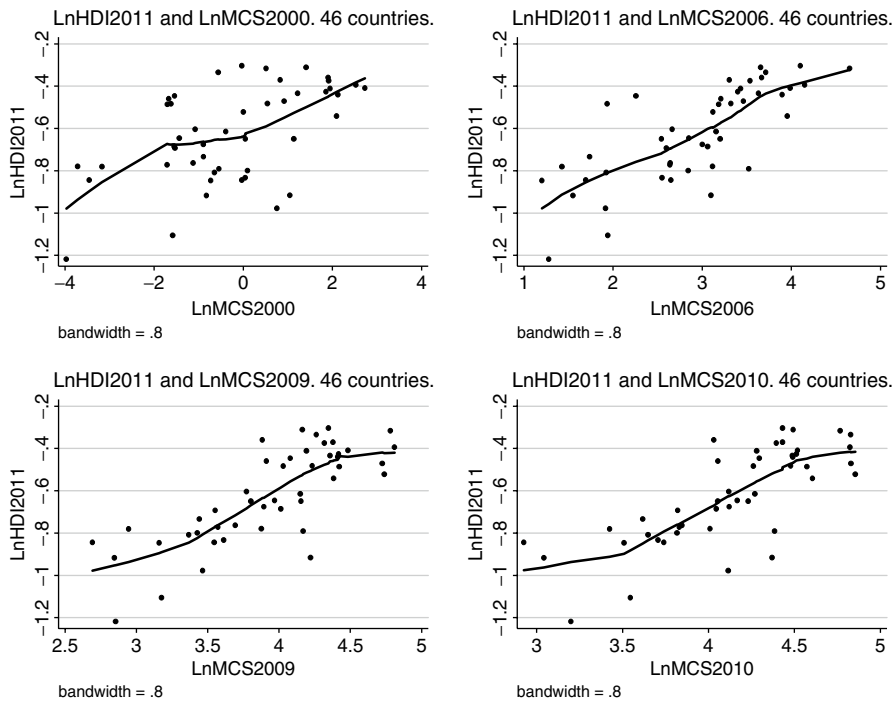 LnHDI2011 and LnMCS2000. 46 countries.
LnHDI2011
−.2
−.4
−.6
−.8
−1
−1.2
−4 −2 0 2 4
LnMCS2000
bandwidth = .8
LnHDI2011 and LnMCS2006. 46 countries.
LnHDI2011
−.2
−.4
−.6
−.8
−1
−1.2
1 2 3 4 5
LnMCS2006
bandwidth = .8
LnHDI2011 and LnMCS2009. 46 countries.
LnHDI2011
−.2
−.4
−.6
−.8
−1
−1.2
2.5 3 3.5 4 4.5 5
LnMCS2009
bandwidth = .8
LnHDI2011 and LnMCS2010. 46 countries.
LnHDI2011
−.2
−.4
−.6
−.8
−1
−1.2
3 3.5 4 4.5 5
LnMCS2010
bandwidth = .8